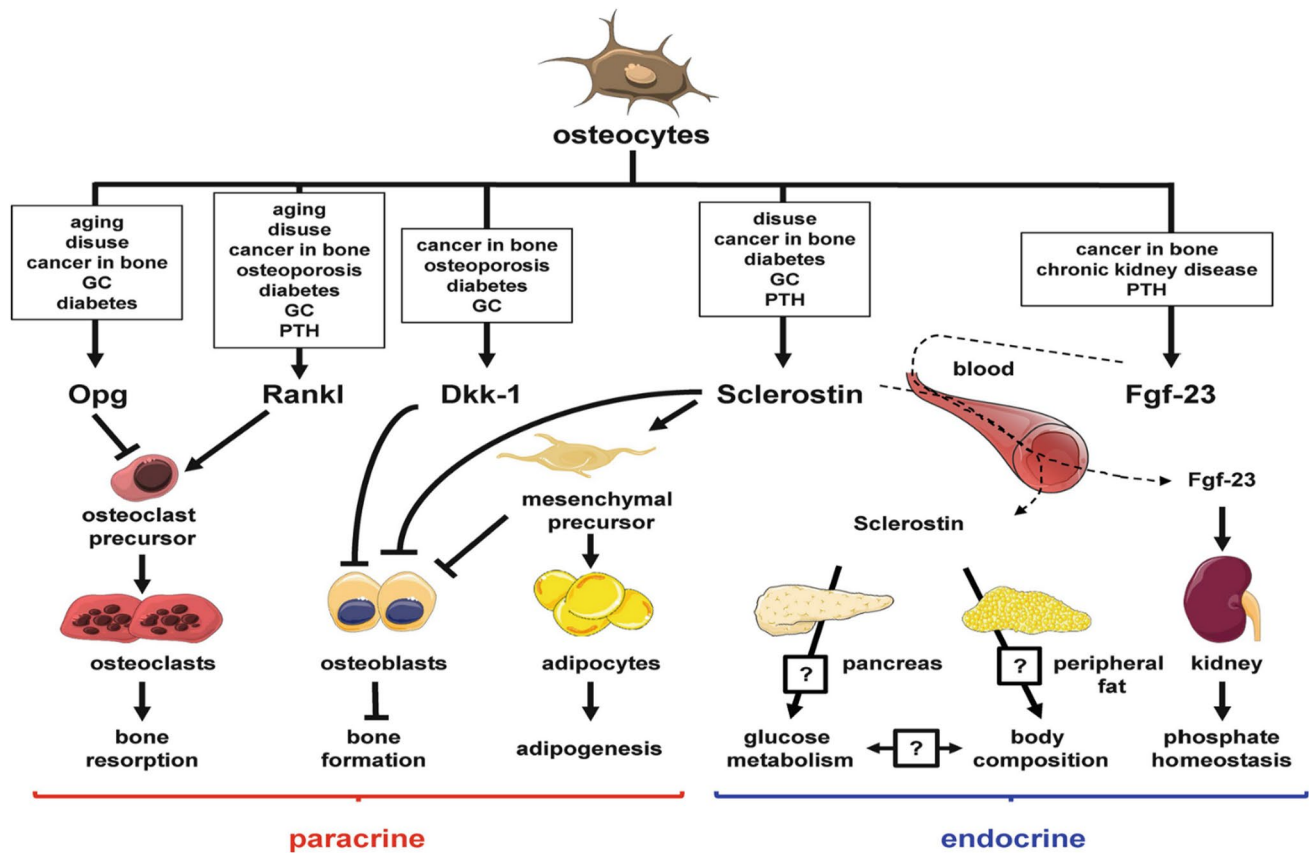 osteocytes
aging
disuse
cancer in bone
GC
diabetes
aging
disuse
cancer in bone
osteoporosis
diabetes
GC
PTH
cancer in bone
osteoporosis
diabetes
GC
disuse
cancer in bone
diabetes
GC
PTH
cancer in bone
chronic kidney disease
PTH
Opg
Rankl
Dkk-1
Sclerostin
blood
Fgf-23
osteoclast
precursor
mesenchymal
precursor
Sclerostin
Fgf-23
osteoclasts
osteoblasts
adipocytes
?
pancreas
?
peripheral
fat
kidney
bone
resorption
bone
formation
adipogenesis
glucose
metabolism
?
body
composition
phosphate
homeostasis
paracrine
endocrine